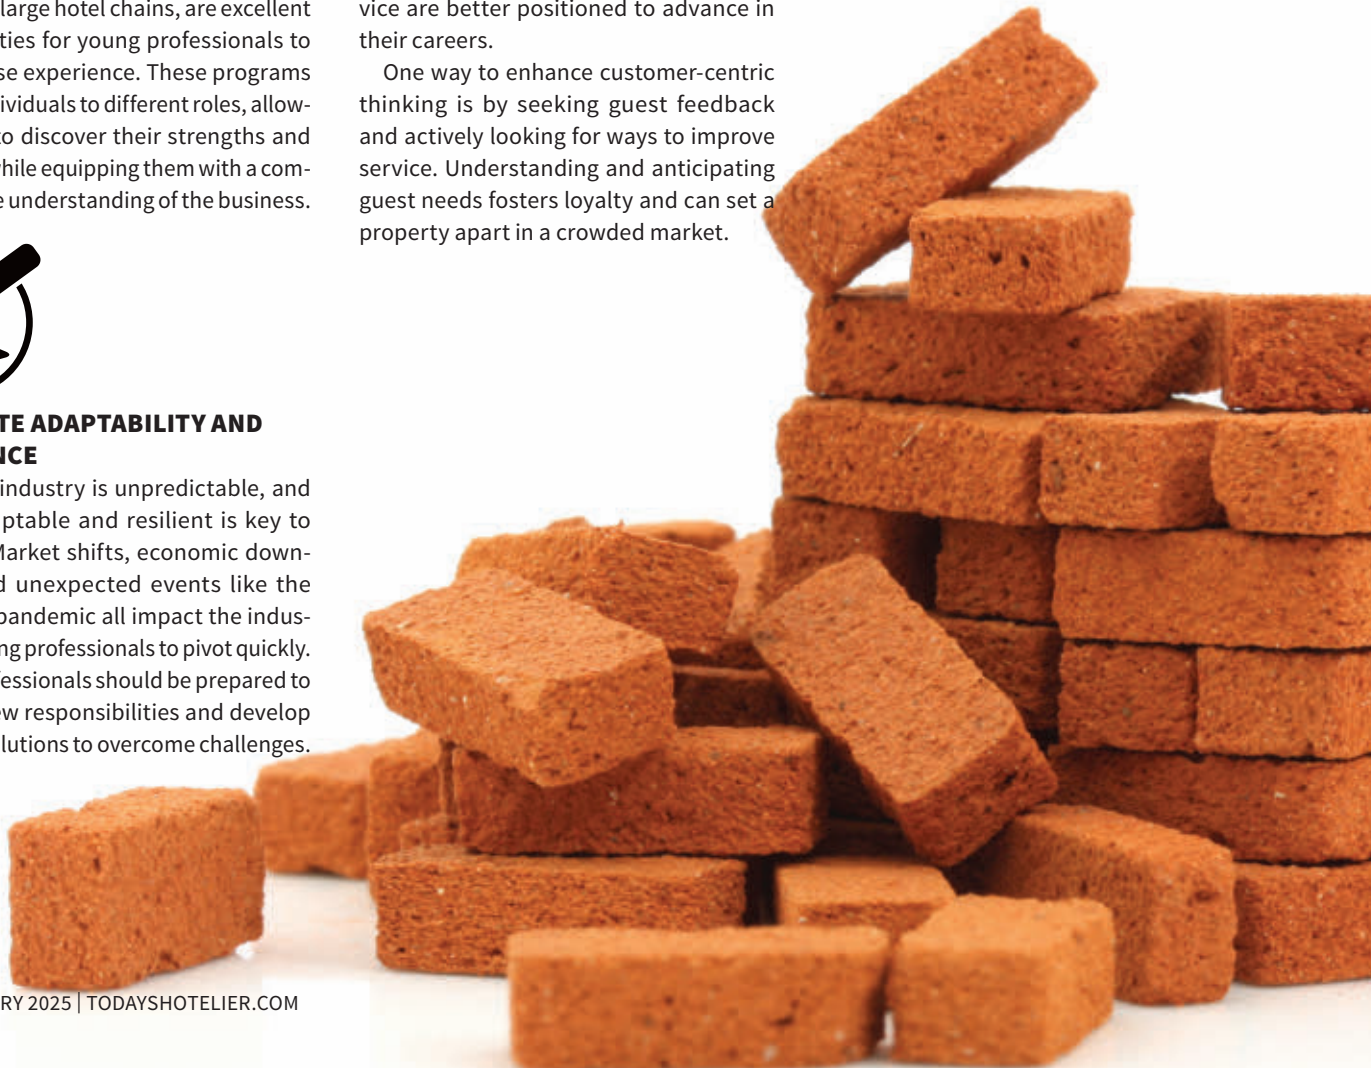 large hotel chains, are excellent
ties for young professionals to
se experience. These programs
ividuals to different roles, allow-
to discover their strengths and
while equipping them with a com-
e understanding of the business.
TE ADAPTABILITY AND
NCE
industry is unpredictable, and
ptable and resilient is key to
Market shifts, economic down-
d unexpected events like the
pandemic all impact the indus-
ng professionals to pivot quickly.
fessionals should be prepared to
ew responsibilities and develop
lutions to overcome challenges.
vice are better positioned to advance in
their careers.
One way to enhance customer-centric
thinking is by seeking guest feedback
and actively looking for ways to improve
service. Understanding and anticipating
guest needs fosters loyalty and can set a
property apart in a crowded market.
RY 2025 | TODAYSHOTELIER.COM